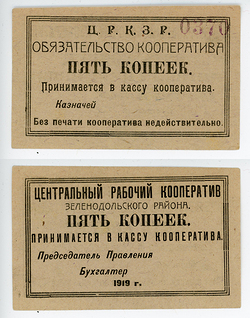 Ц. Р. К. З. Р.
0370
ОБЯЗАТЕЛЬСТВО КООПЕРАТИВА
ПЯТЬ КОПЕЕК.
Принимается в кассу кооператива.
Казначей
Без печати кооператива недействительно.
ЦЕНТРАЛЬНЫЙ РАБОЧИЙ КООПЕРАТИВ
ЗЕЛЕНОДОЛЬСКОГО РАЙОНА.
ПЯТЬ КОПЕЕК.
ПРИНИМАЕТСЯ В КАССУ КООПЕРАТИВА.
Председатель Правления
Бухгалтер
1919 г.